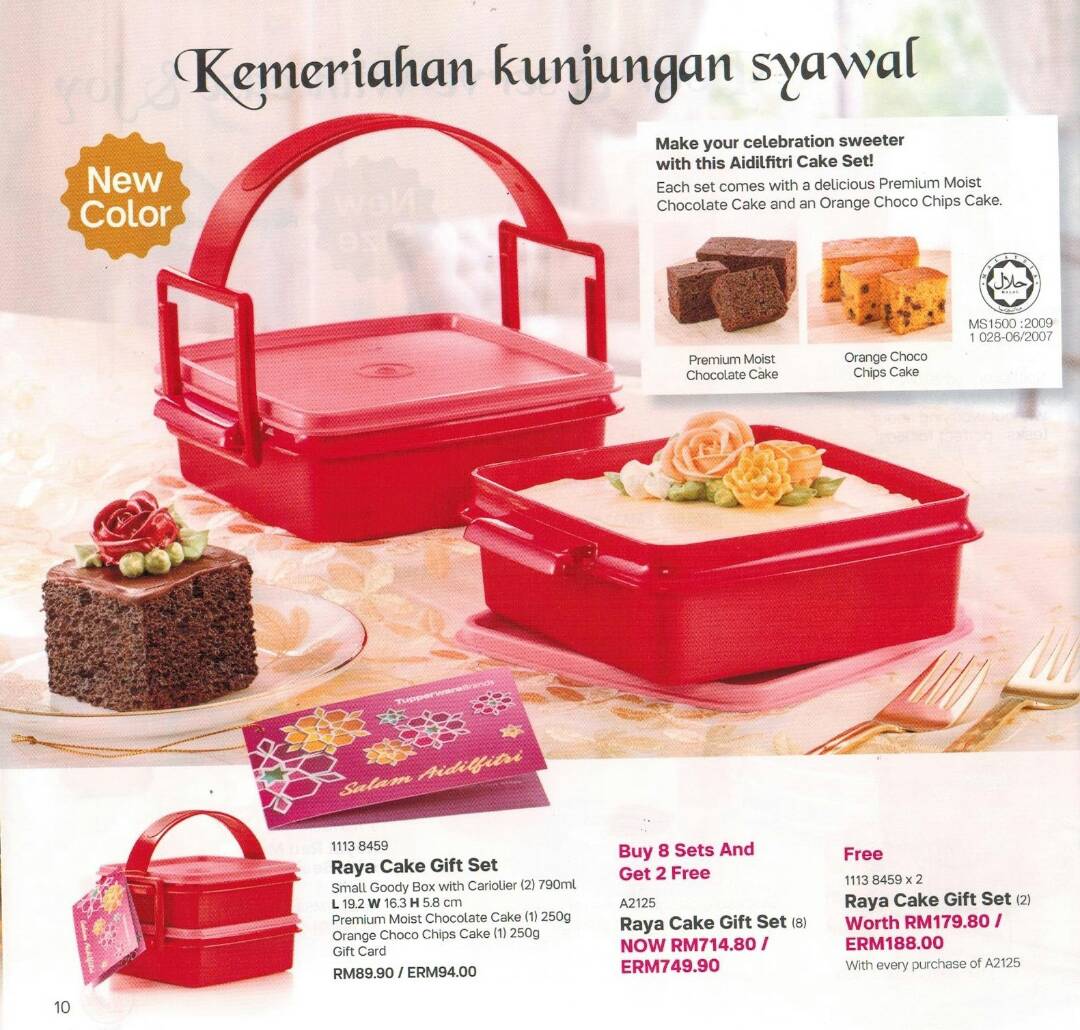 Kemeriahan kunjungan syawal
New
Color
Make your celebration sweeter
with this Aidilfitri Cake Set!
Each set comes with a delicious Premium Moist
Chocolate Cake and an Orange Choco Chips Cake.
Premium Moist
Chocolate Cake
Orange Choco
Chips Cake
MALAYSIA
حلال
MS1500 :2009
1 028-06/2007
TupperwareBrands
Salam Aidilfitri
1113 8459
Raya Cake Gift Set
Small Goody Box with Cariolier (2) 790ml
L 19.2 W 16.3 H 5.8 cm
Premium Moist Chocolate Cake (1) 250g
Orange Choco Chips Cake (1) 250g
Gift Card
RM89.90 / ERM94.00
Buy 8 Sets And
Get 2 Free
A2125
Raya Cake Gift Set (8)
NOW RM714.80 /
ERM749.90
Free
1113 8459 x 2
Raya Cake Gift Set (2)
Worth RM179.80 /
ERM188.00
With every purchase of A2125
Salam Aidilfitri
10